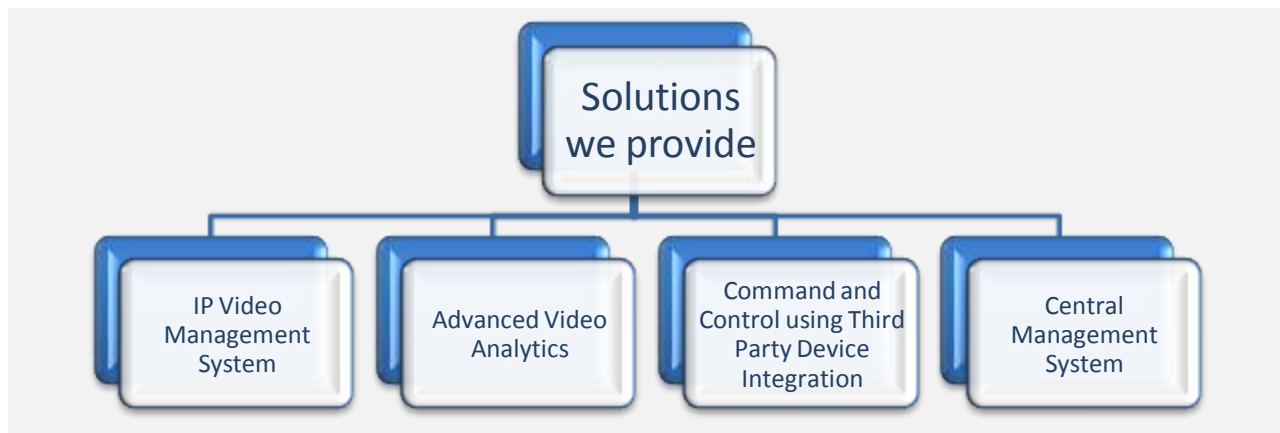 Solutions
we provide
IP Video
Management
System
Advanced Video
Analytics
Command and
Control using Third
Party Device
Integration
Central
Management
System